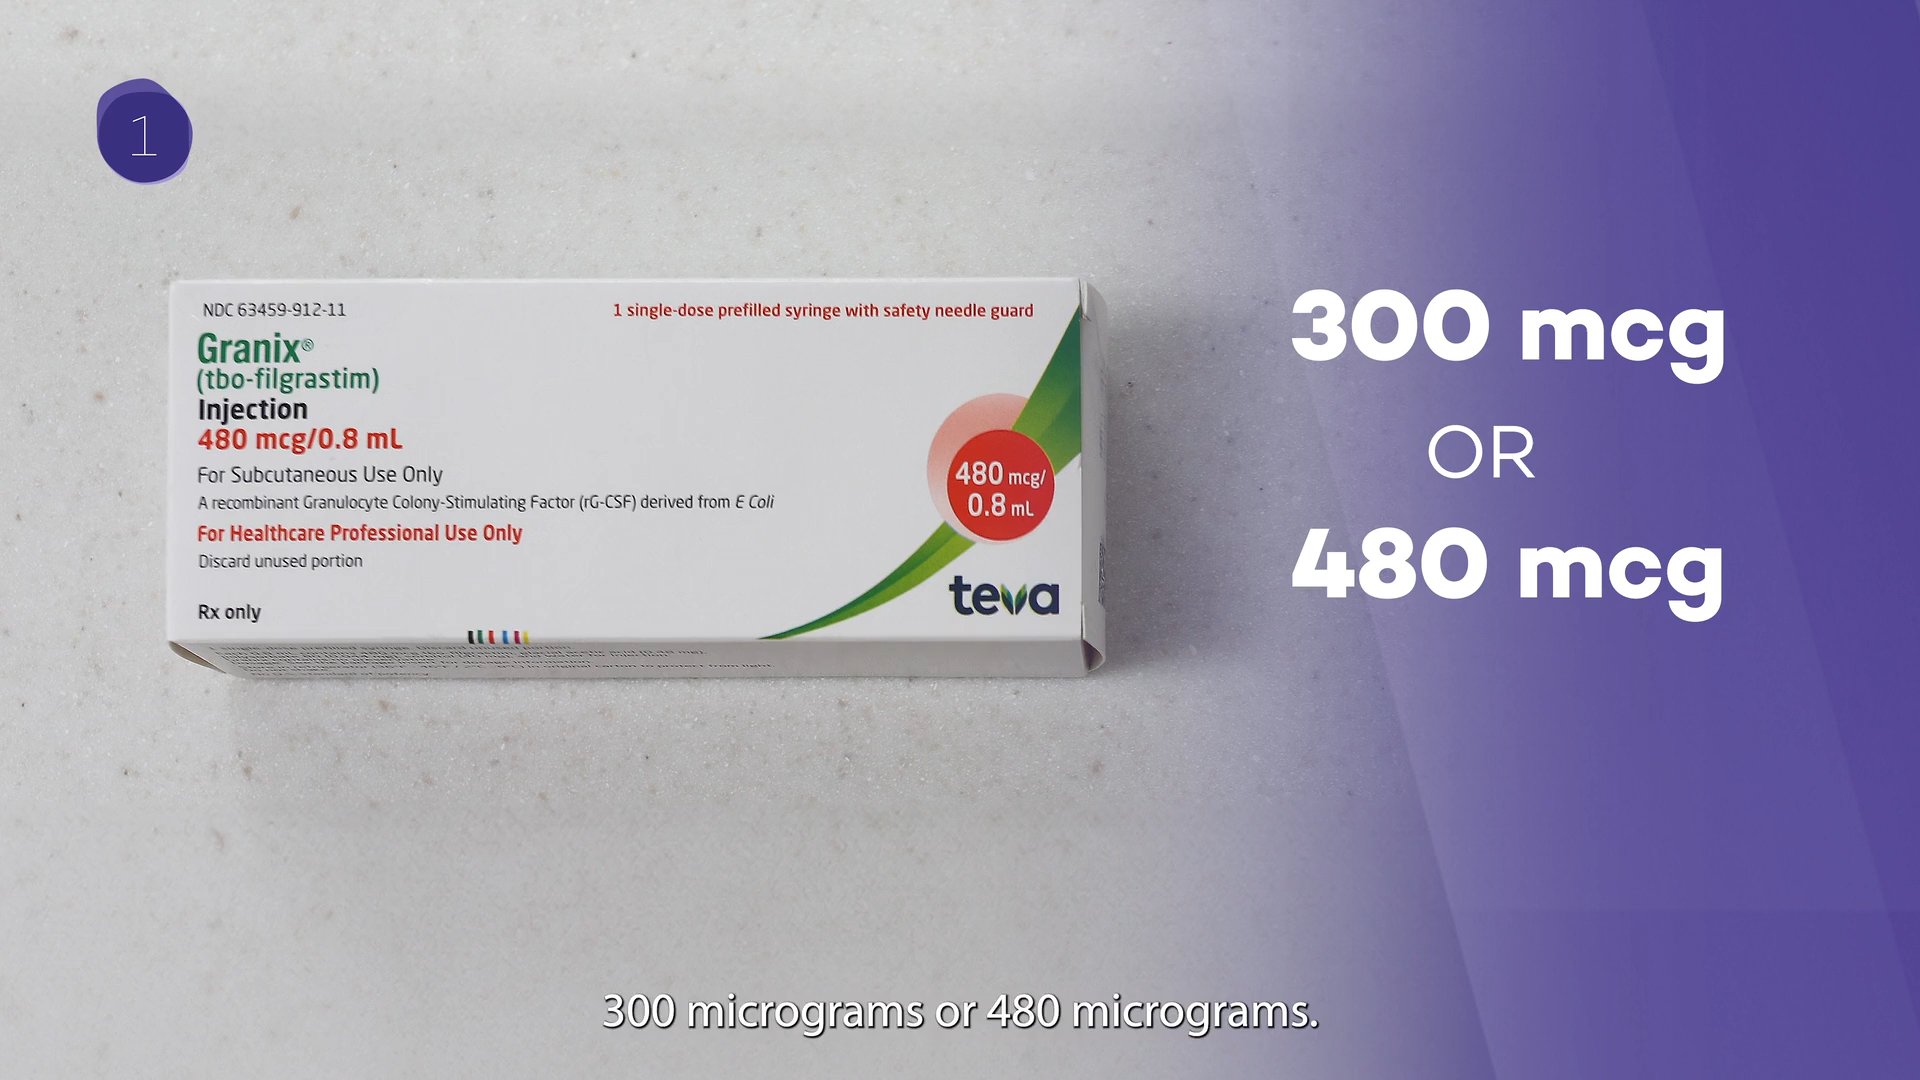 1
NDC 63459-912-11
1 single-dose prefilled syringe with safety needle guard
Granix®
(tbo-filgrastim)
Injection
480 mcg/0.8 mL
For Subcutaneous Use Only
A recombinant Granulocyte Colony-Stimulating Factor (rG-CSF) derived from E Coli
For Healthcare Professional Use Only
Discard unused portion
Rx only
480 mcg/
0.8 mL
teva
300 mcg
OR
480 mcg
300 micrograms or 480 micrograms.